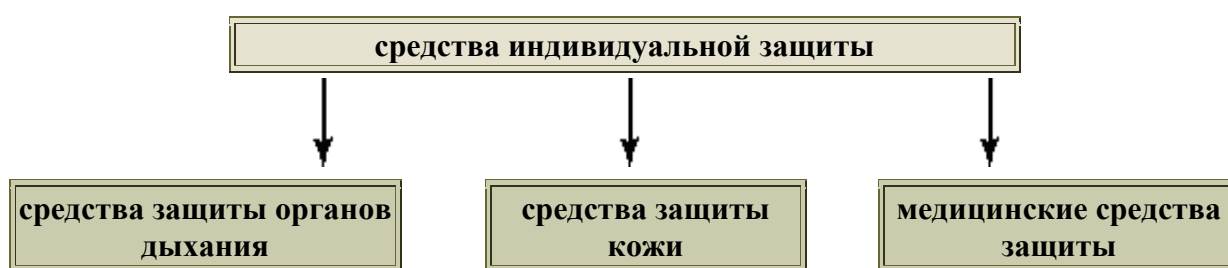 средства индивидуальной защиты
средства защиты органов
дыхания
средства защиты
кожи
медицинские средства
защиты